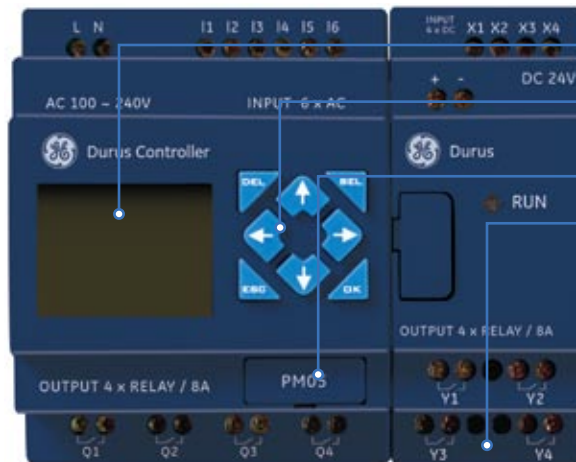 L N
I1 I2 I3 I4 I5 I6
AC 100 ~ 240V
INPUT 6 x AC
Durus Controller
DEL
SEL
ESC
OK
OUTPUT 4 x RELAY / 8A
PM05
Q1 Q2 Q3 Q4
INPUT
4 x DC
X1 X2 X3 X4
+ -
DC 24V
Durus
RUN
OUTPUT 4 x RELAY / 8A
Y1 Y2
Y3 Y4